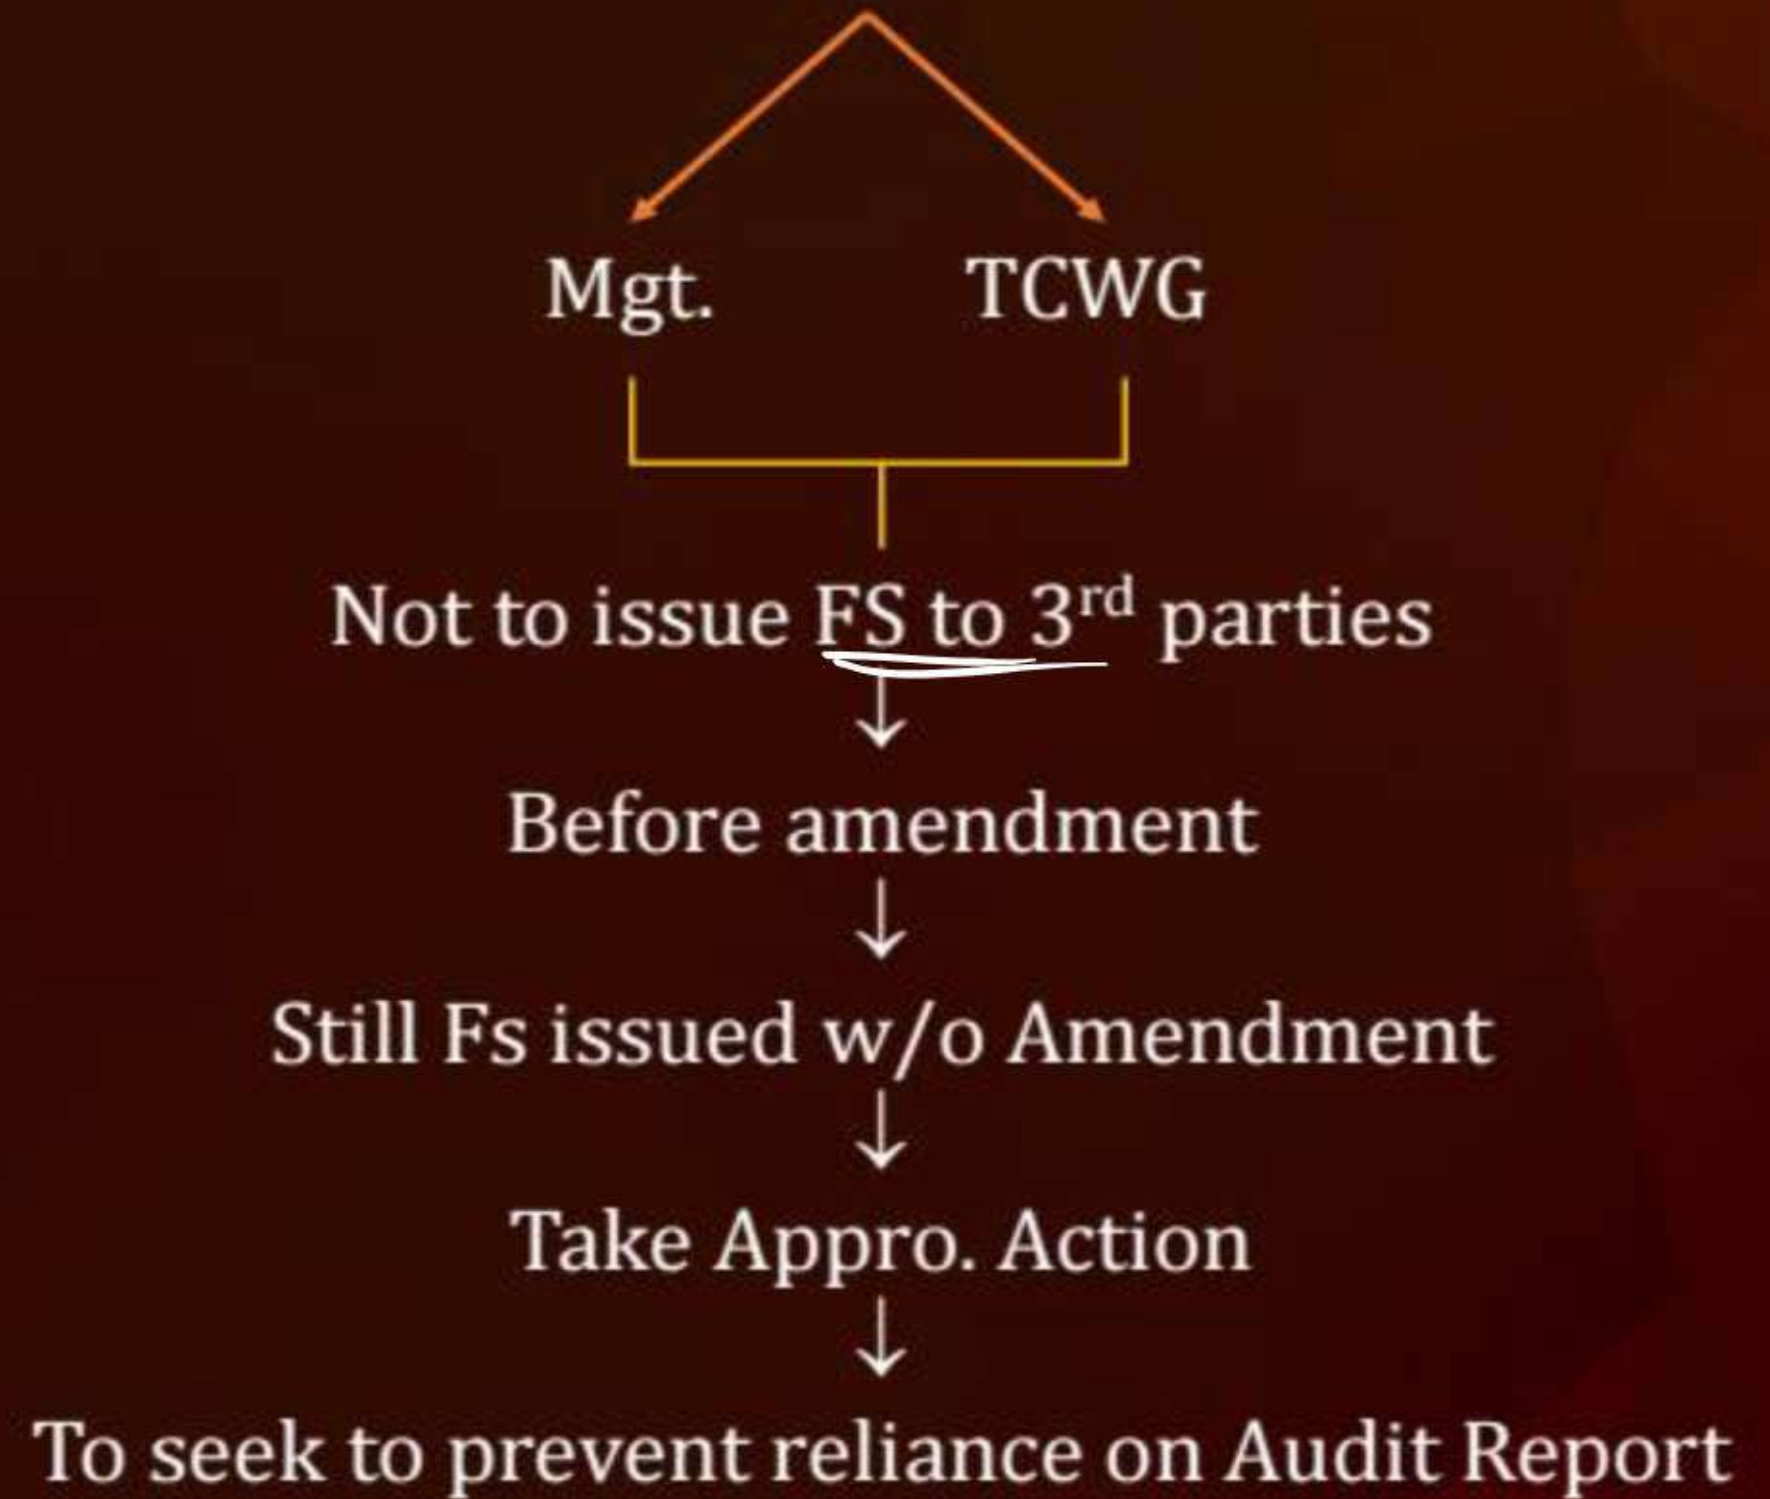 Mgt. TCWG
Not to issue FS to 3rd parties
Before amendment
Still Fs issued w/o Amendment
Take Appro. Action
To seek to prevent reliance on Audit Report